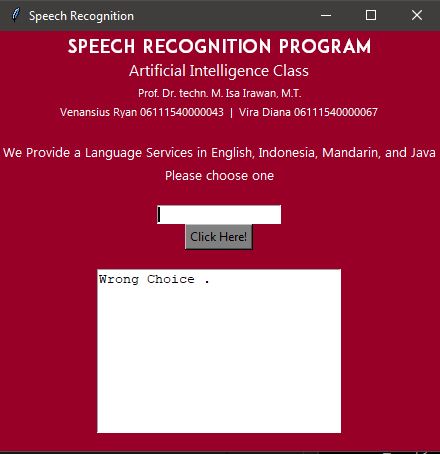 Speech Recognition
SPEECH RECOGNITION PROGRAM
Artificial Intelligence Class
Prof. Dr. techn. M. Isa Irawan, M.T.
Venansius Ryan 06111540000043 | Vira Diana 06111540000067
We Provide a Language Services in English, Indonesia, Mandarin, and Java
Please choose one
Click Here!
Wrong Choice .